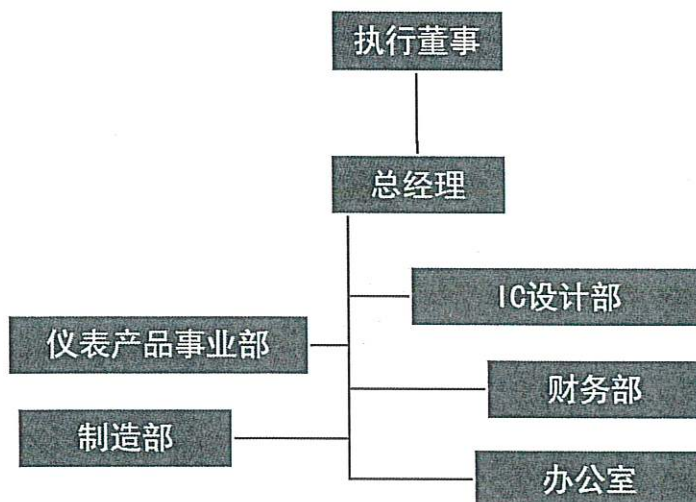 执行董事
总经理
IC设计部
仪表产品事业部
财务部
制造部
办公室